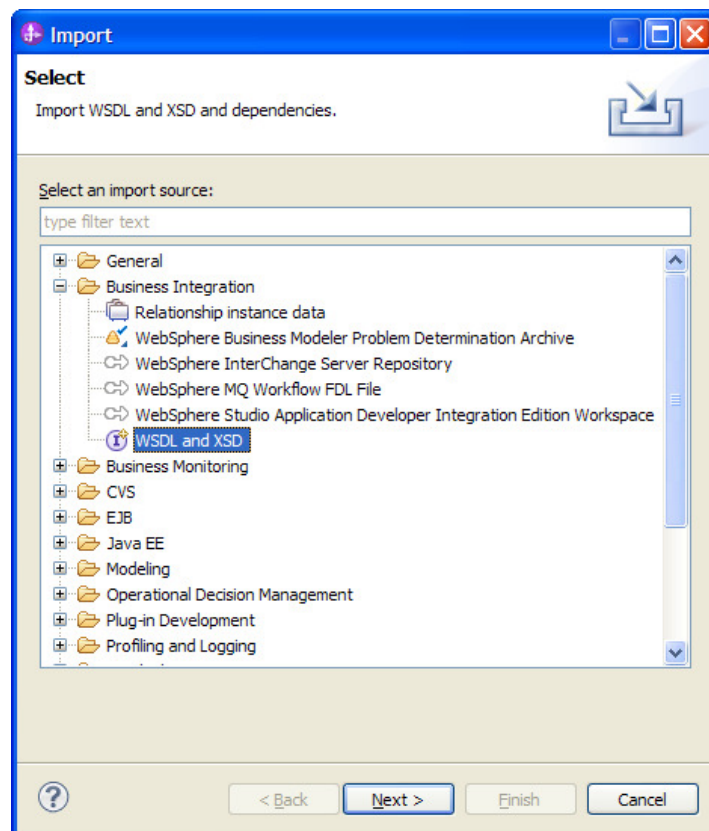 Import
Select
Import WSDL and XSD and dependencies.
Select an import source:
type filter text
General
Business Integration
Relationship instance data
WebSphere Business Modeler Problem Determination Archive
WebSphere InterChange Server Repository
WebSphere MQ Workflow FDL File
WebSphere Studio Application Developer Integration Edition Workspace
WSDL and XSD
Business Monitoring
CVS
EJB
Java EE
Modeling
Operational Decision Management
Plug-in Development
Profiling and Logging
? < Back Next > Finish Cancel